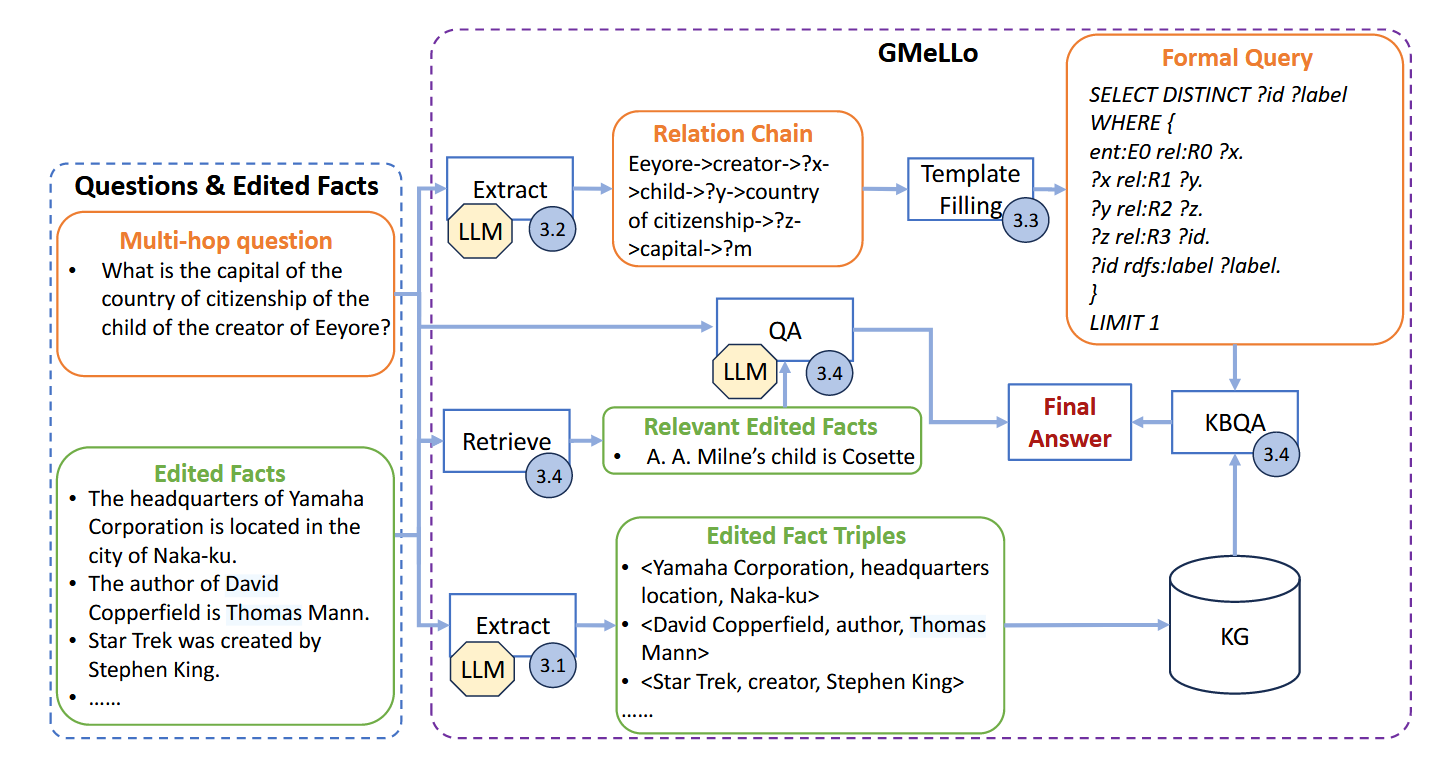 GMeLLo
Questions & Edited Facts
Multi-hop question
• What is the capital of the
country of citizenship of the
child of the creator of Eeyore?
Edited Facts
• The headquarters of Yamaha
Corporation is located in the
city of Naka-ku.
• The author of David
Copperfield is Thomas Mann.
• Star Trek was created by
Stephen King.
• ......
Extract
LLM
3.2
Relation Chain
Eeyore->creator->?x-
>child->?y->country
of citizenship->?z-
>capital->?m
Template
Filling
3.3
Formal Query
SELECT DISTINCT ?id ?label
WHERE {
ent:E0 rel:R0 ?x.
?x rel:R1 ?y.
?y rel:R2 ?z.
?z rel:R3 ?id.
?id rdfs:label ?label.
}
LIMIT 1
QA
LLM
3.4
Retrieve
3.4
Relevant Edited Facts
• A. A. Milne’s child is Cosette
Final
Answer
KBQA
3.4
Extract
LLM
3.1
Edited Fact Triples
• <Yamaha Corporation, headquarters
location, Naka-ku>
• <David Copperfield, author, Thomas
Mann>
• <Star Trek, creator, Stephen King>
......
KG